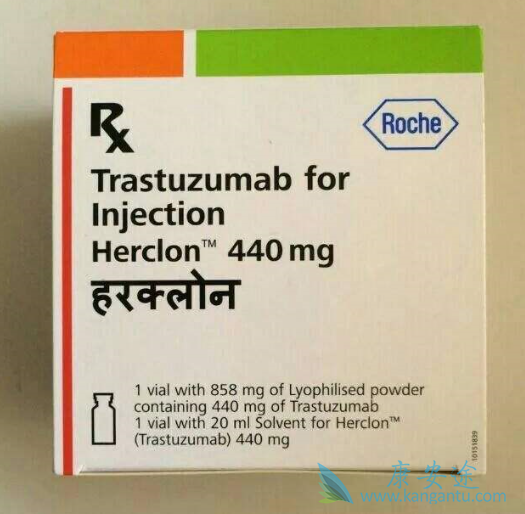 Rx
Roche
Trastuzumab for
Injection
Herclon™ 440 mg
हरक्लोन
1 vial with 858 mg of Lyophilised powder
containing 440 mg of Trastuzumab
1 vial with 20 ml Solvent for Herclon™
(Trastuzumab) 440 mg
10151839
康安途
www.kangantu.com